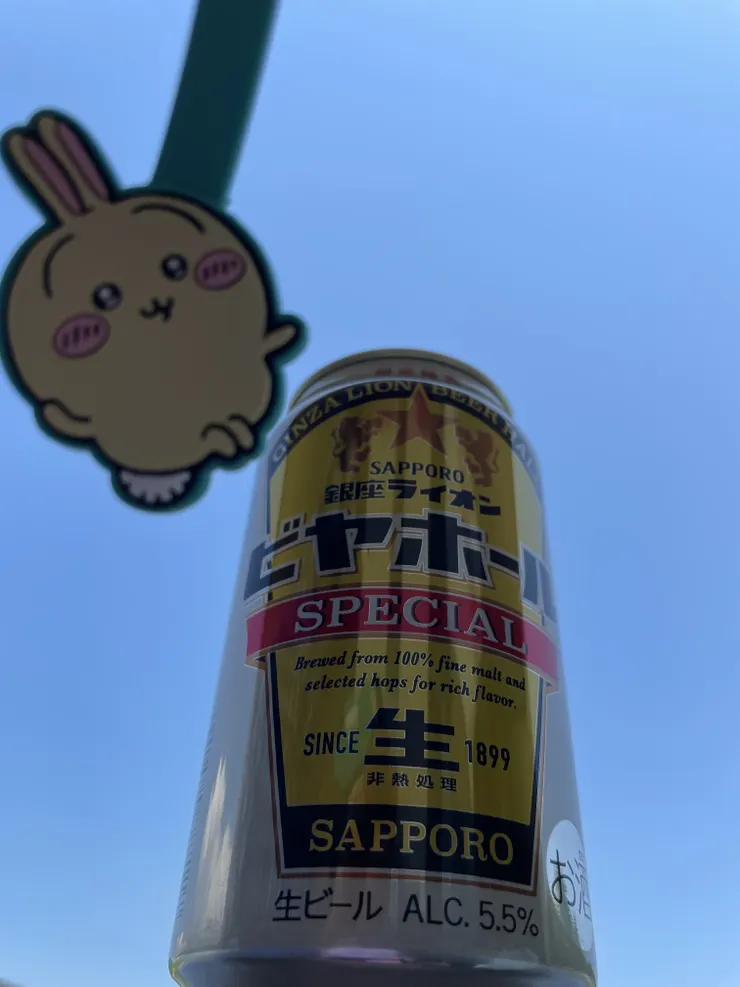 GINZA LION BEER HALL
SAPPORO
銀座ライオン
ビヤホール
SPECIAL
Brewed from 100% fine malt and
selected hops for rich flavor.
生
SINCE 1899
非熱処理
SAPPORO
生ビール ALC. 5.5%
お酒